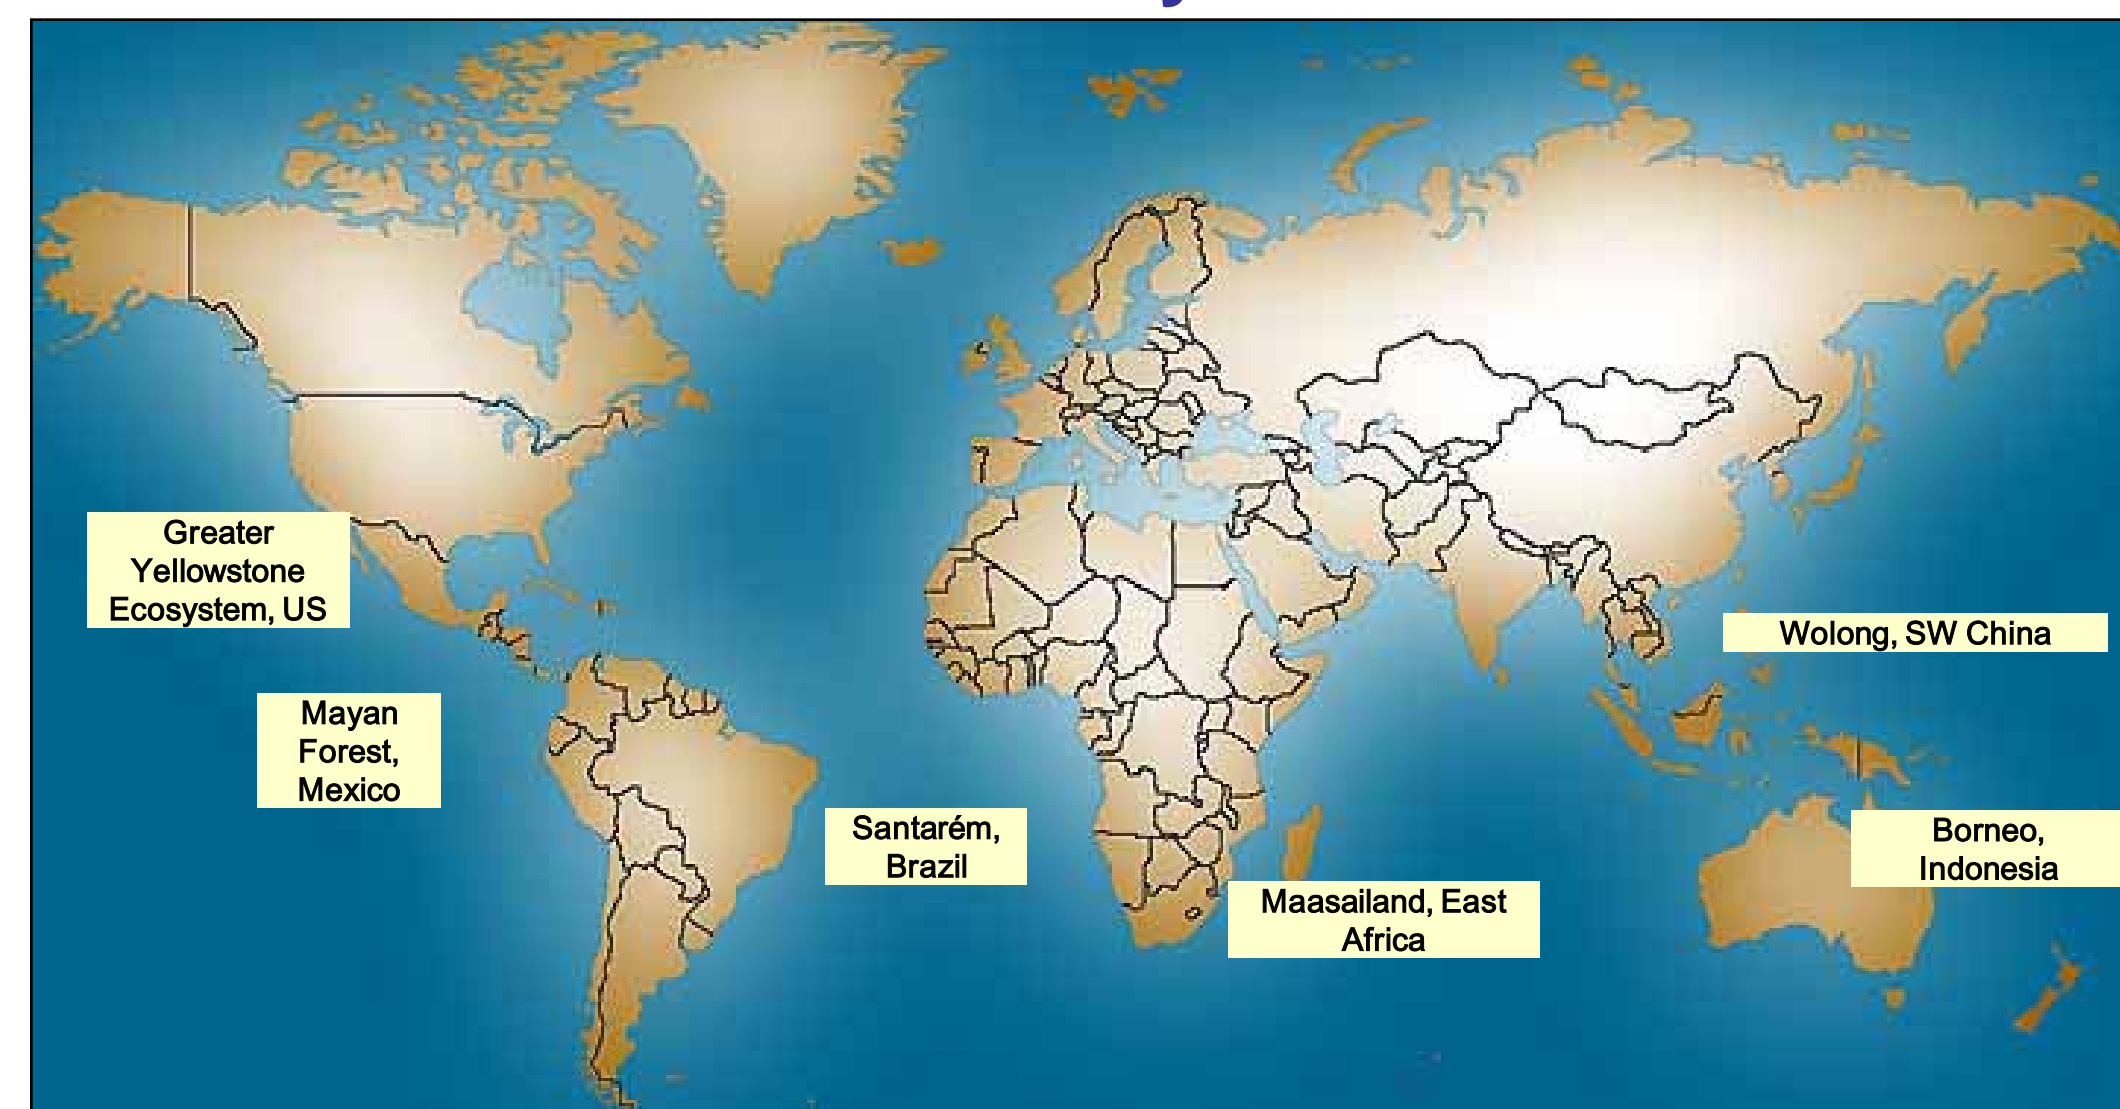 Greater
Yellowstone
Ecosystem, US
Mayan
Forest,
Mexico
Santarém,
Brazil
Maasailand, East
Africa
Wolong, SW China
Borneo,
Indonesia